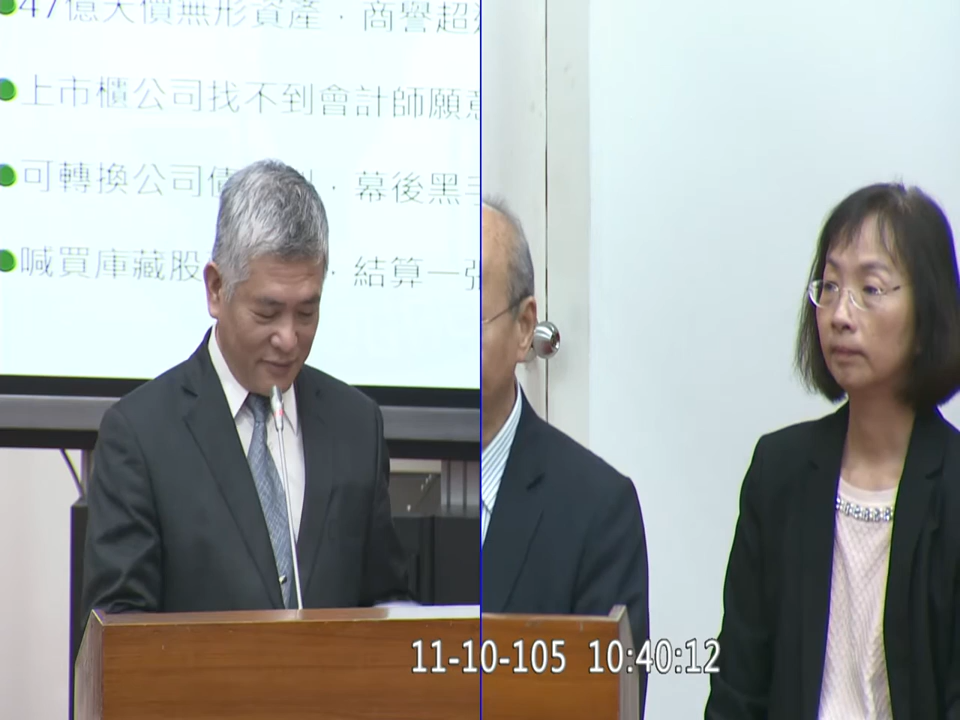 47億天價無形資產．商譽超
上市櫃公司找不到會計師願意
可轉換公司債　　．幕後黑手
喊買庫藏股　　．結算一張
11-10-105 10:40:12